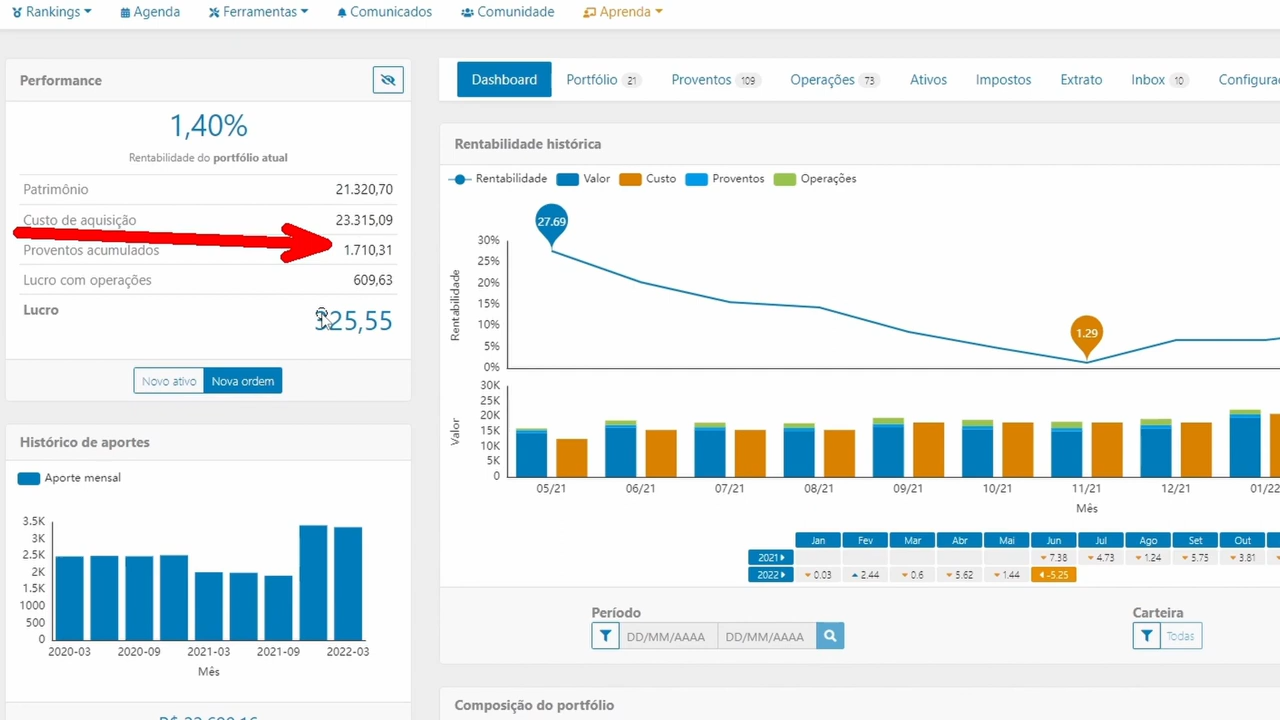 Rankings Agenda Ferramentas Comunicados Comunidade Aprenda
Performance
1,40%
Rentabilidade do portfólio atual
Patrimônio 21.320,70
Custo de aquisição 23.315,09
Proventos acumulados 1.710,31
Lucro com operações 609,63
Lucro 325,55
Novo ativo Nova ordem
Histórico de aportes
Aporte mensal
3.5K
3K
2.5K
2K
1.5K
1000
500
0
2020-03 2020-09 2021-03 2021-09 2022-03
Mês
Dashboard Portfólio 21 Proventos 109 Operações 73 Ativos Impostos Extrato Inbox 10
Rentabilidade histórica
Rentabilidade Valor Custo Proventos Operações
27.69
1.29
Rentabilidade
30%
25%
20%
15%
10%
5%
0%
Valor
30K
25K
20K
15K
10K
5K
0
05/21 06/21 07/21 08/21 09/21 10/21 11/21 12/21 01/22
Mês
Jan Fev Mar Abr Mai Jun Jul Ago Set Out
2021 7.38 4.73 1.24 5.75 3.81
2022 0.03 2.44 0.6 5.62 1.44 -5.25
Período
DD/MM/AAAA DD/MM/AAAA
Carteira
Todas
Composição do portfólio